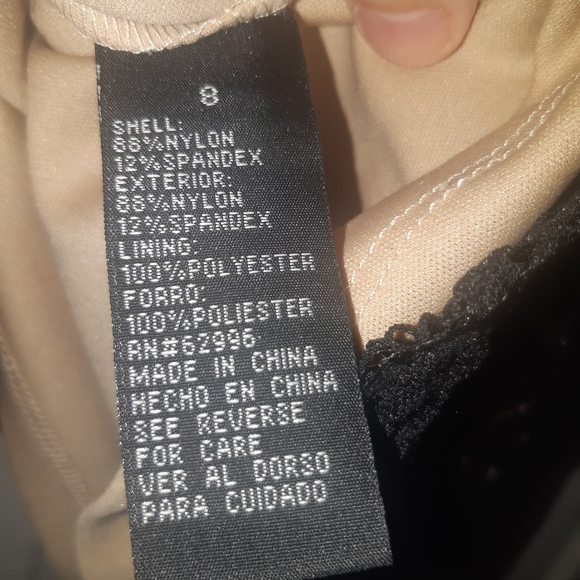 8
SHELL:
88%NYLON
12%SPANDEX
EXTERIOR:
88%NYLON
12%SPANDEX
LINING:
100%POLYESTER
FORRO:
100%POLIESTER
RN#62996
MADE IN CHINA
HECHO EN CHINA
SEE REVERSE
FOR CARE
VER AL DORSO
PARA CUIDADO